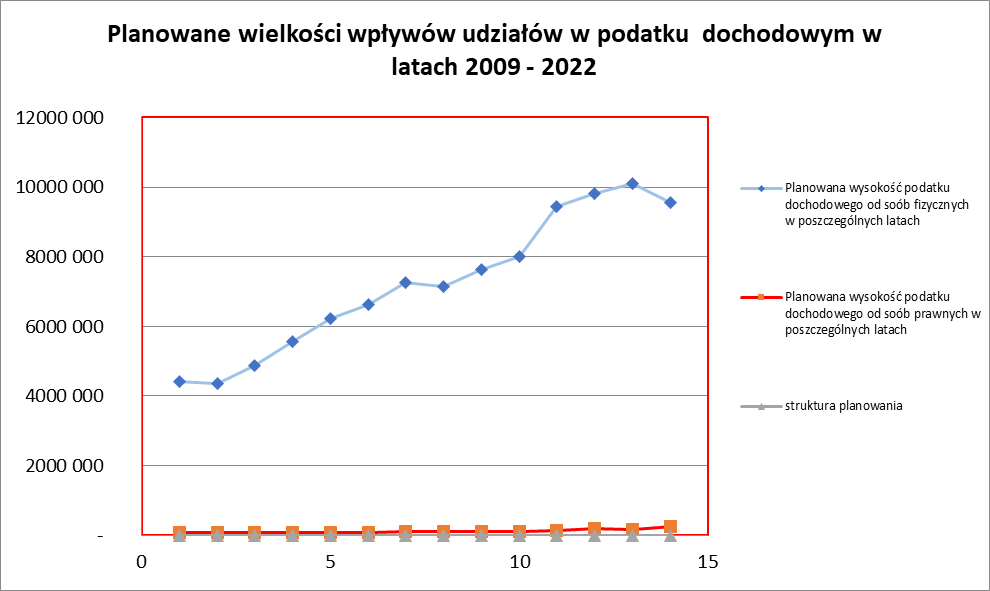 Planowane wielkości wpływów udziałów w podatku  dochodowym w
latach 2009 - 2022
12000 000
10000 000
8000 000
6000 000
4000 000
2000 000
-
0
5
10
15
Planowana wysokość podatku
dochodowego od soób fizycznych
w poszczególnych latach
Planowana wysokość podatku
dochodowego od soób prawnych w
poszczególnych latach
struktura planowania